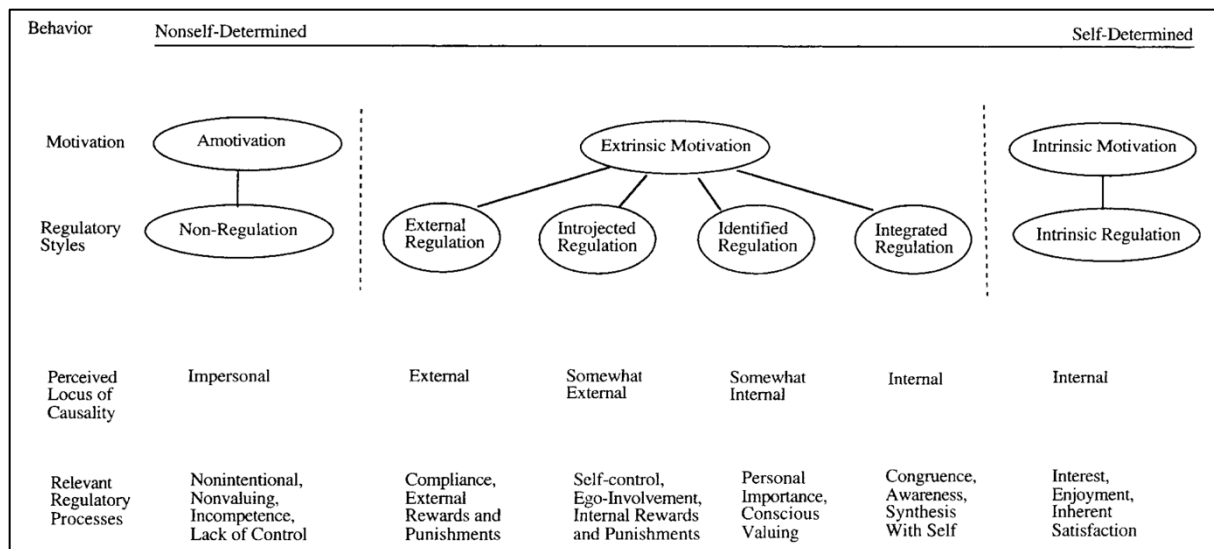 Behavior Nonself-Determined Self-Determined
Motivation Amotivation Extrinsic Motivation Intrinsic Motivation
Regulatory
Styles
Non-Regulation
External
Regulation
Introjected
Regulation
Identified
Regulation
Integrated
Regulation
Intrinsic Regulation
Perceived
Locus of
Causality
Impersonal
External
Somewhat
External
Somewhat
Internal
Internal
Internal
Relevant
Regulatory
Processes
Nonintentional,
Nonvaluing,
Incompetence,
Lack of Control
Compliance,
External
Rewards and
Punishments
Self-control,
Ego-Involvement,
Internal Rewards
and Punishments
Personal
Importance,
Conscious
Valuing
Congruence,
Awareness,
Synthesis
With Self
Interest,
Enjoyment,
Inherent
Satisfaction